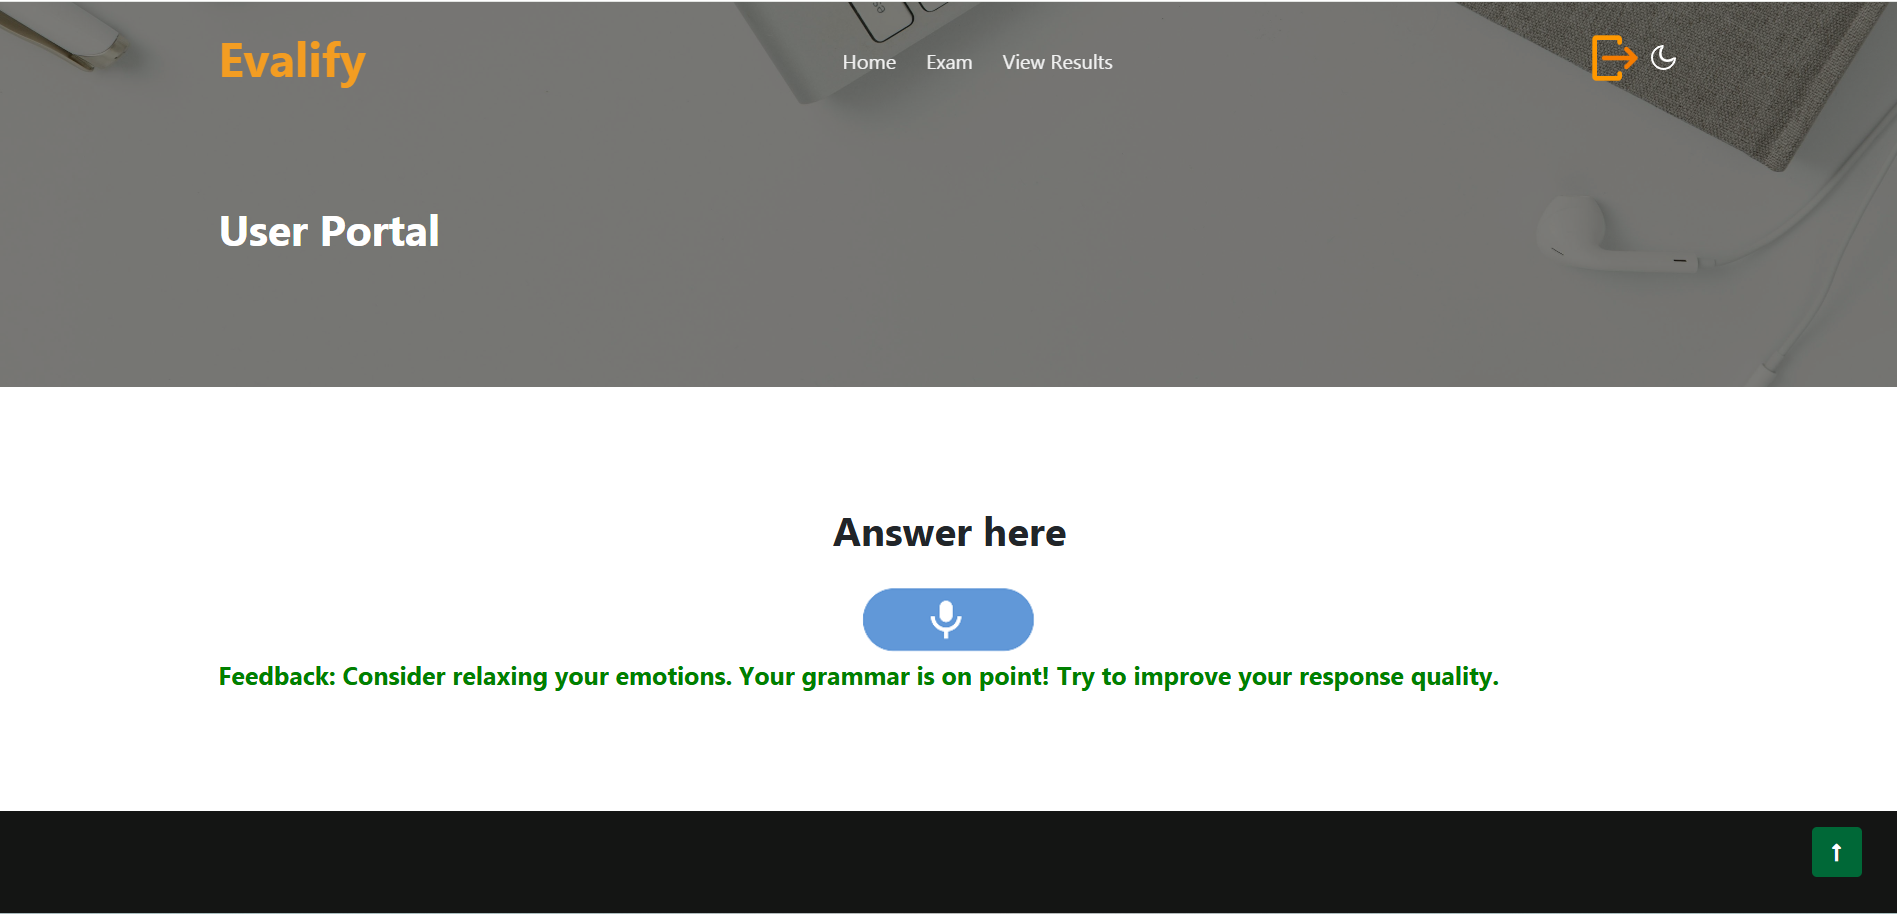 Evalify
Home Exam View Results
User Portal
Answer here
Feedback: Consider relaxing your emotions. Your grammar is on point! Try to improve your response quality.